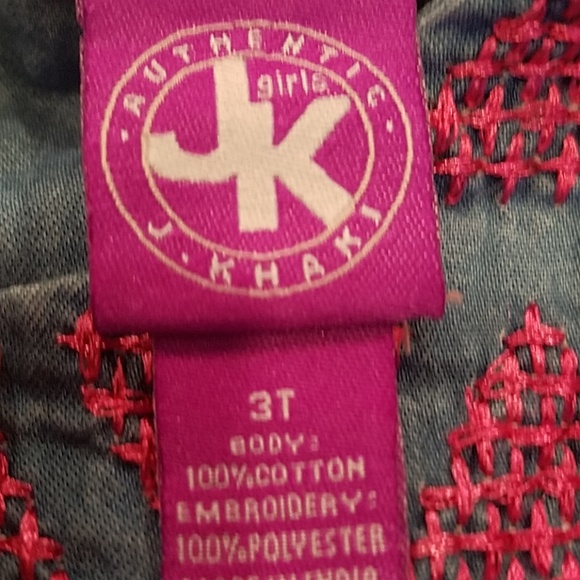 AUTHENTIC
girls
JK
J·KHAKI
3T
BODY:
100%COTTON
EMBROIDERY:
100%POLYESTER